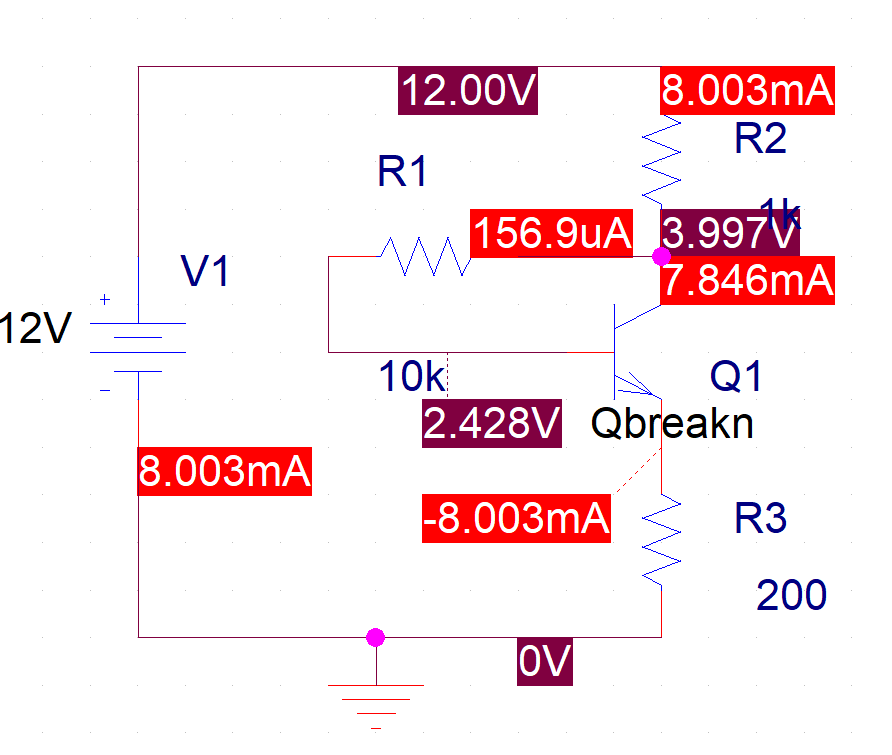 12.00V
8.003mA
R2
1k
R1
156.9uA
3.997V
7.846mA
V1
+
12V
-
10k
Q1
2.428V
Qbreakn
8.003mA
-8.003mA
R3
200
0V